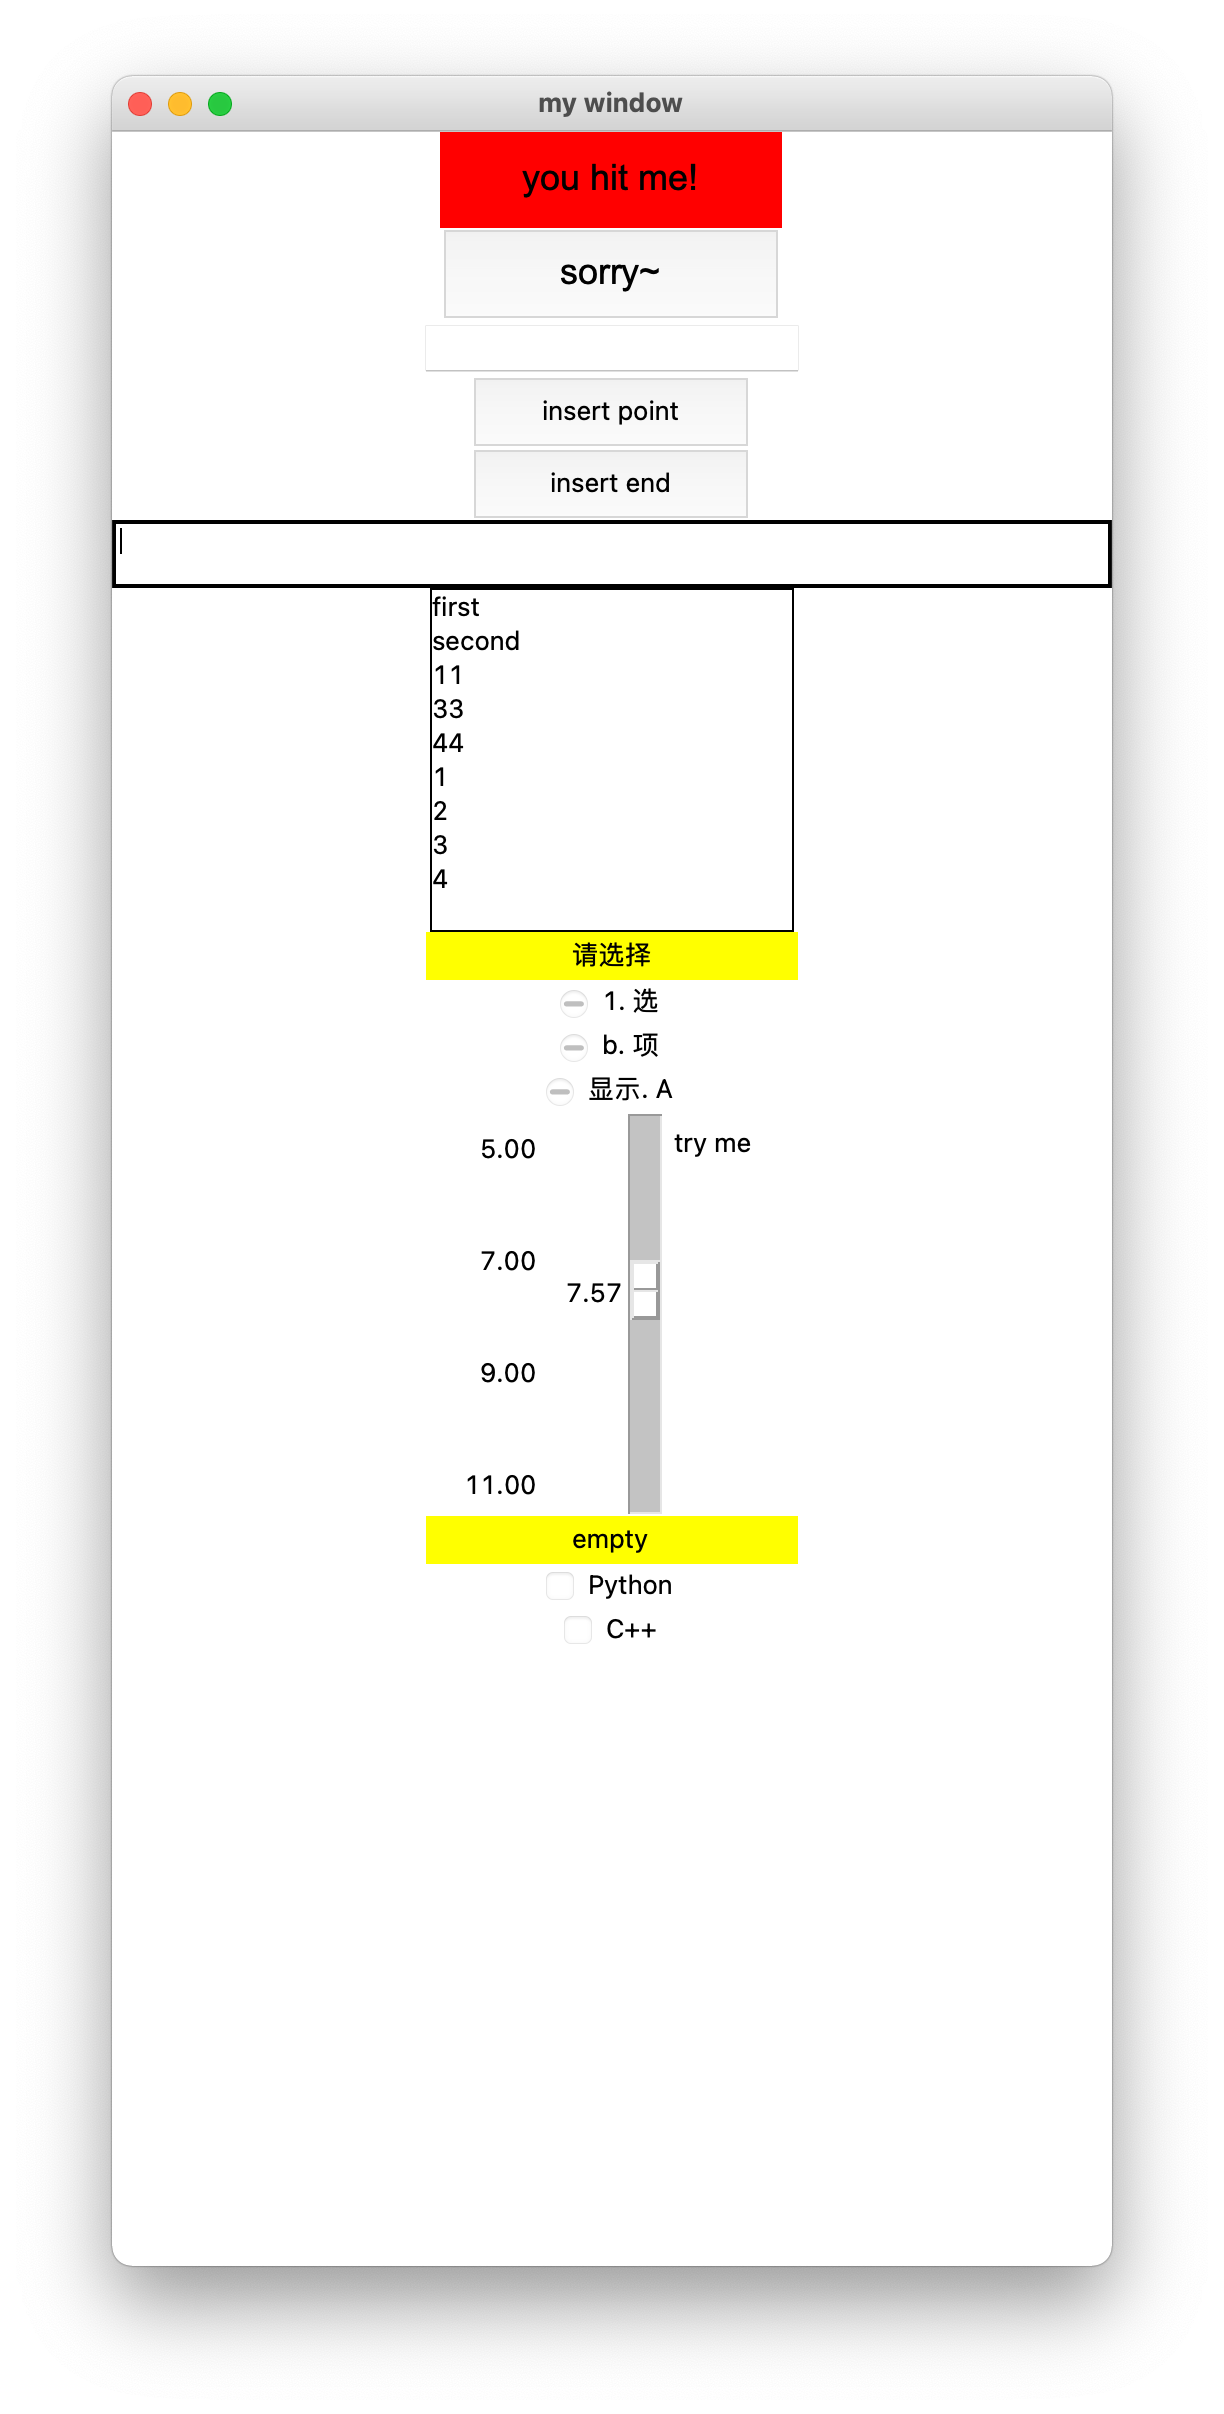 my window
you hit me!
sorry~
insert point
insert end
first
second
11
33
44
1
2
3
4
请选择
1. 选
b. 项
显示. A
5.00
try me
7.00
7.57
9.00
11.00
empty
Python
C++